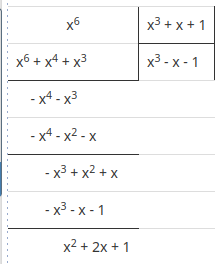 x⁶ x³ + x + 1
x⁶ + x⁴ + x³ x³ - x - 1
- x⁴ - x³
- x⁴ - x² - x
- x³ + x² + x
- x³ - x - 1
x² + 2x + 1